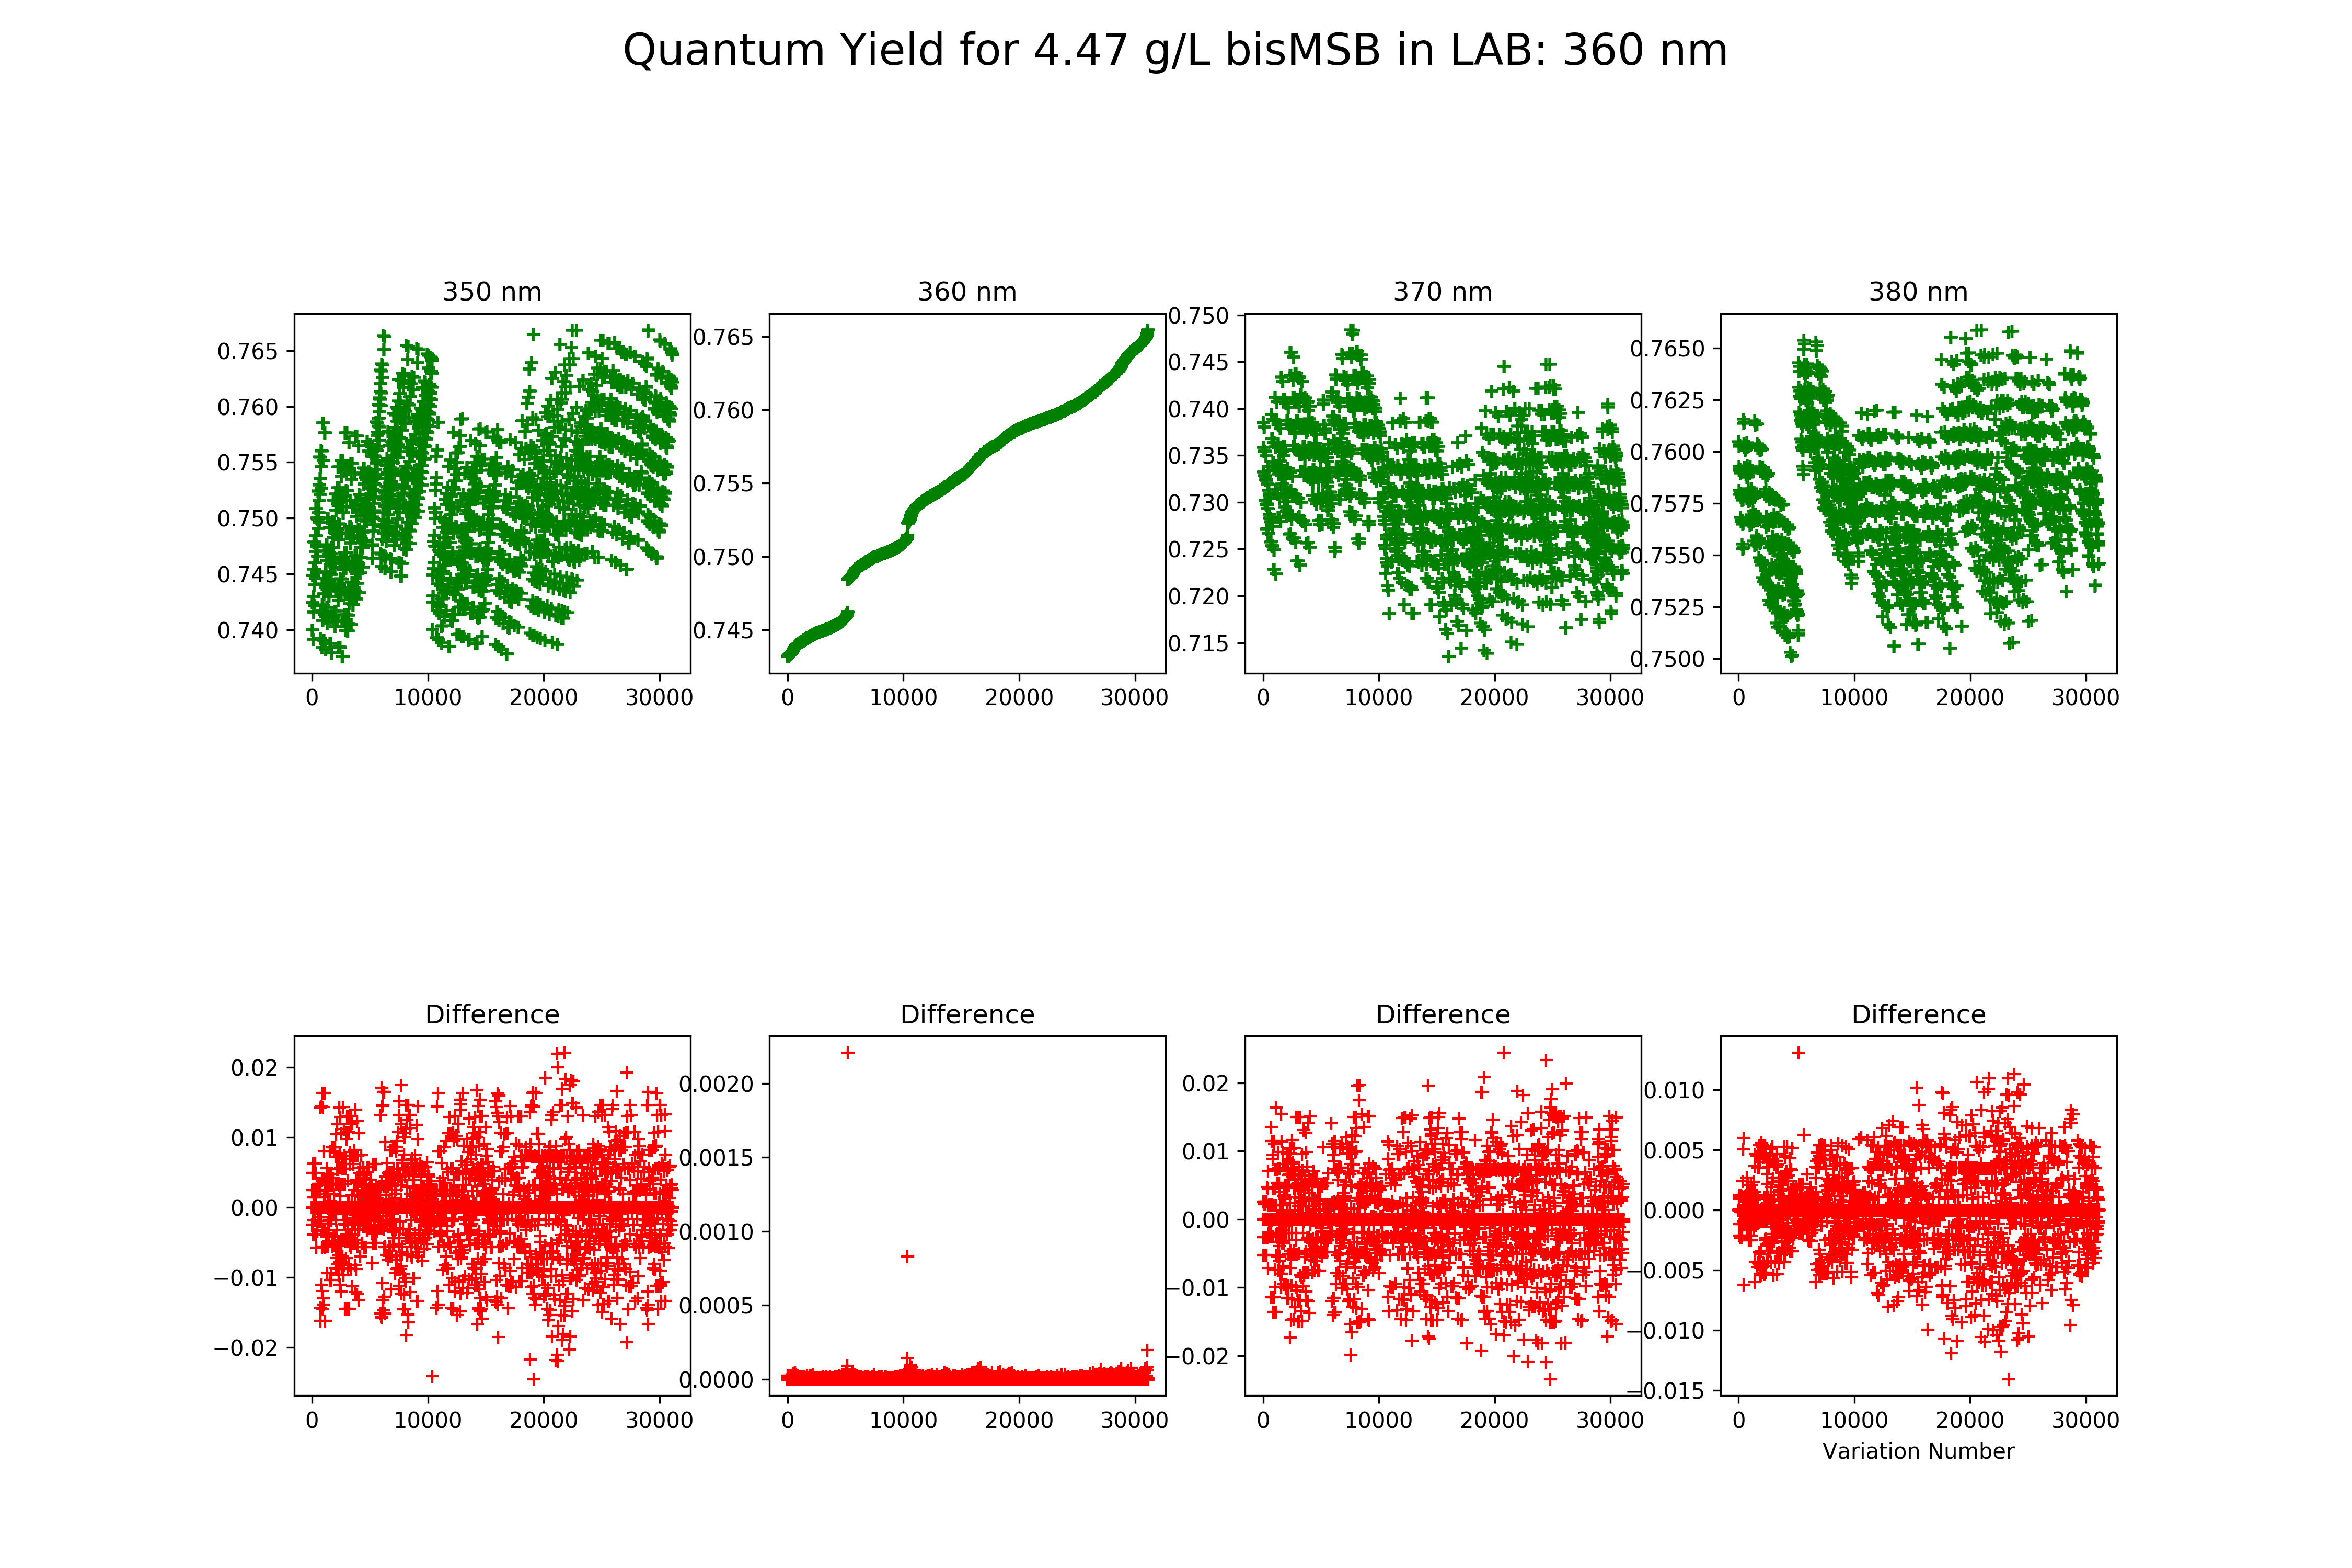 Quantum Yield for 4.47 g/L bisMSB in LAB: 360 nm
350 nm
360 nm
370 nm
380 nm
0.765
0.760
0.755
0.750
0.745
0.740
0 10000 20000 30000
0.765
0.760
0.755
0.750
0.745
0 10000 20000 30000
0.750
0.745
0.740
0.735
0.730
0.725
0.720
0.715
0 10000 20000 30000
0.7650
0.7625
0.7600
0.7575
0.7550
0.7525
0.7500
0 10000 20000 30000
Difference
Difference
Difference
Difference
0.02
0.01
0.00
−0.01
−0.02
0 10000 20000 30000
0.0020
0.0015
0.0010
0.0005
0.0000
0 10000 20000 30000
0.02
0.01
0.00
−0.01
−0.02
0 10000 20000 30000
0.010
0.005
0.000
−0.005
−0.010
−0.015
0 10000 20000 30000
Variation Number